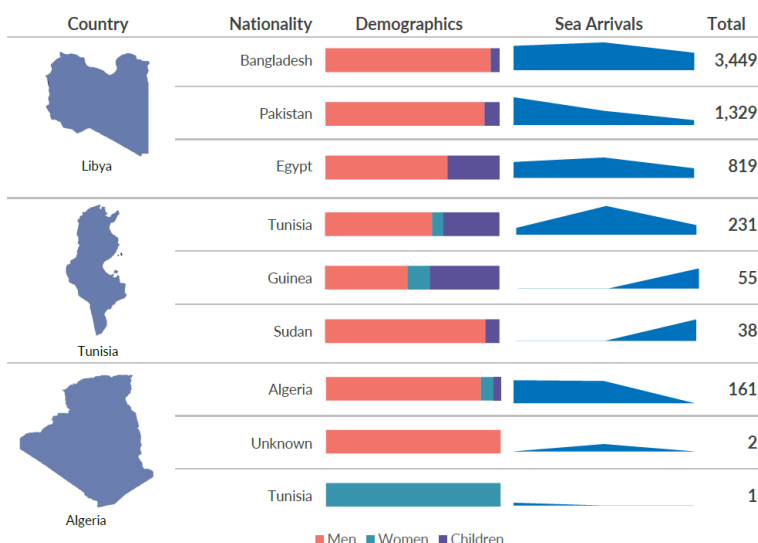 Country Nationality Demographics Sea Arrivals Total
Bangladesh 3,449
Pakistan 1,329
Libya
Egypt 819
Tunisia 231
Guinea 55
Sudan 38
Tunisia
Algeria 161
Unknown 2
Tunisia 1
Algeria
Men Women Children